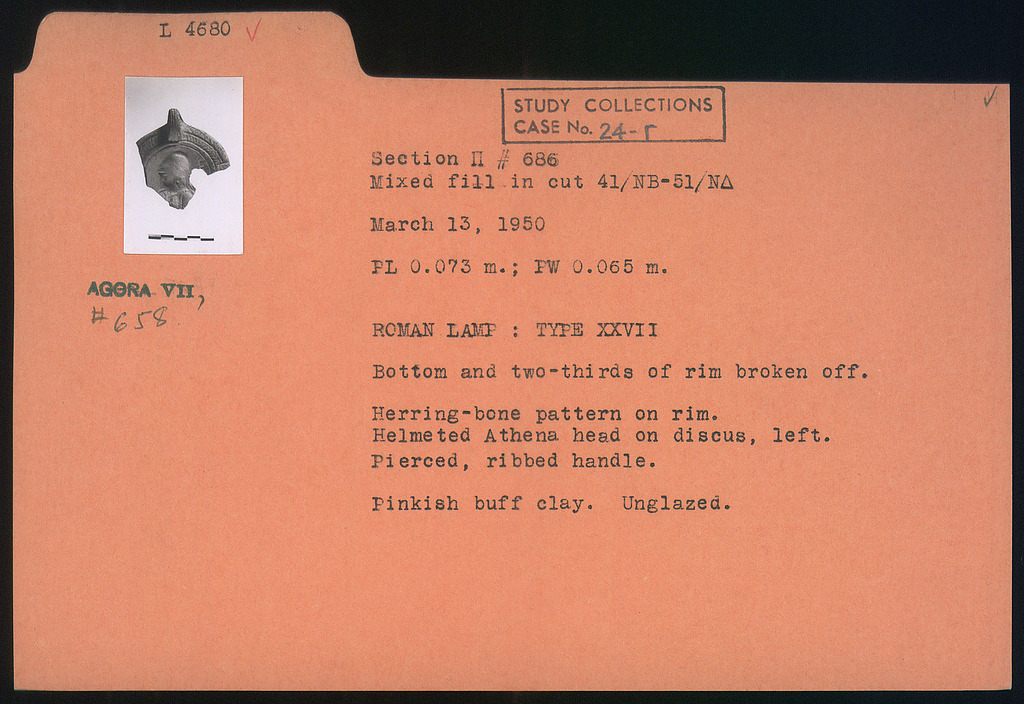 L 4680 ✓
✓
STUDY COLLECTIONS
CASE No. 24-r
Section Π # 686
Mixed fill in cut 41/NB-51/NΔ
March 13, 1950
PL 0.073 m.; PW 0.065 m.
AGORA VII,
#658
ROMAN LAMP : TYPE XXVII
Bottom and two-thirds of rim broken off.
Herring-bone pattern on rim.
Helmeted Athena head on discus, left.
Pierced, ribbed handle.
Pinkish buff clay. Unglazed.